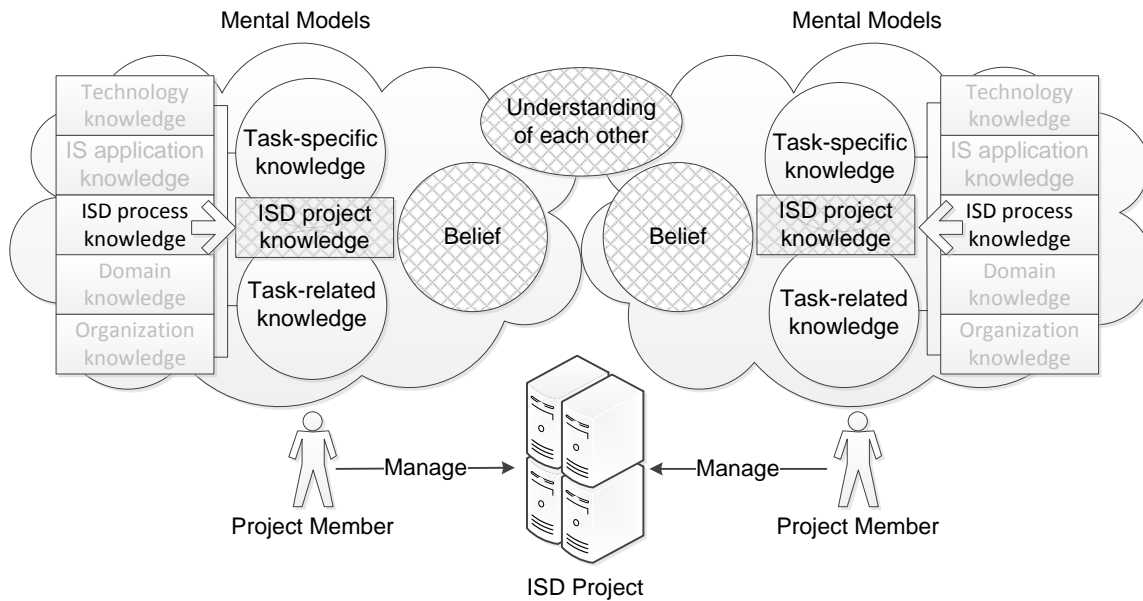 Mental Models
Mental Models
Technology
knowledge
IS application
knowledge
ISD process
knowledge
Domain
knowledge
Organization
knowledge
Task-specific
knowledge
ISD project
knowledge
Task-related
knowledge
Belief
Understanding
of each other
Belief
Task-specific
knowledge
ISD project
knowledge
Task-related
knowledge
Technology
knowledge
IS application
knowledge
ISD process
knowledge
Domain
knowledge
Organization
knowledge
Manage
Manage
Project Member
Project Member
ISD Project